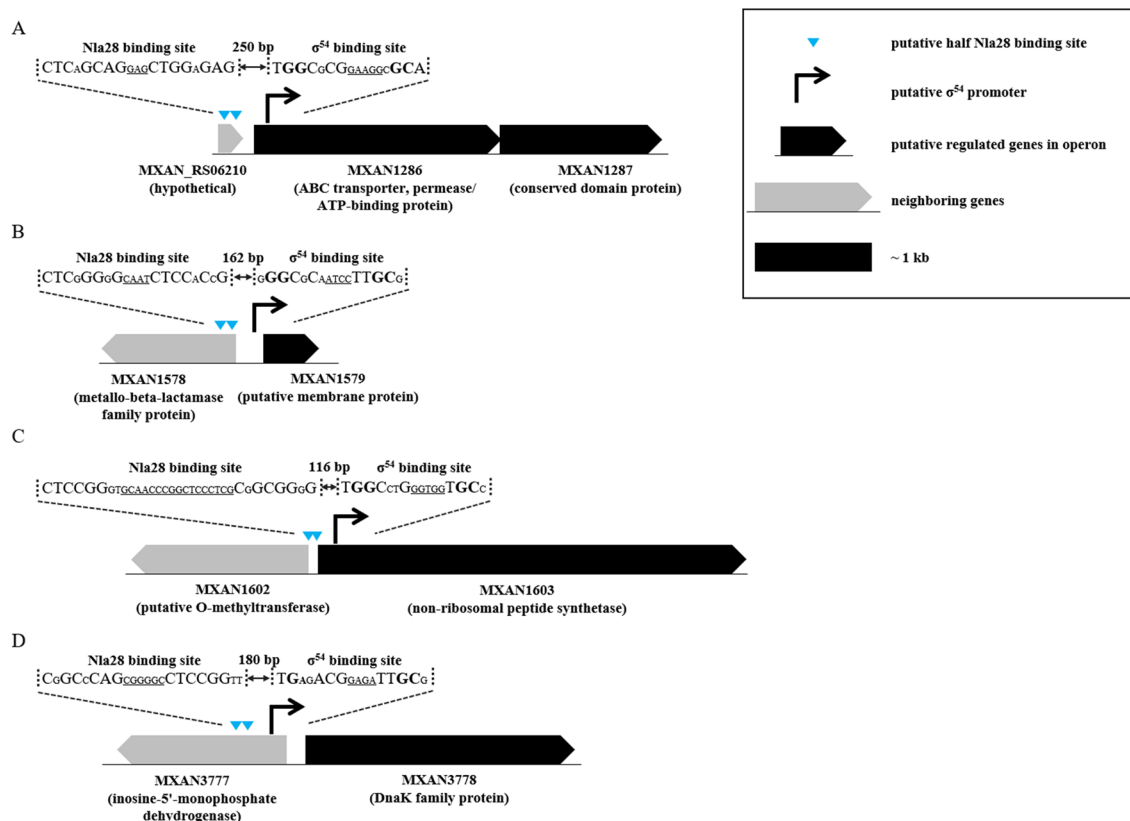 A
Nla28 binding site 250 bp σ54 binding site
CTCAGCAGGAGCTGGAGAG TGGCGCGGAAGGCGCA
MXAN_RS06210 MXAN1286 MXAN1287
(hypothetical) (ABC transporter, permease/ (conserved domain protein)
ATP-binding protein)
B
Nla28 binding site 162 bp σ54 binding site
CTCGGGGGCAATCTCCACCG GGGCGCAATCCTTGCG
MXAN1578 MXAN1579
(metallo-beta-lactamase (putative membrane protein)
family protein)
C
Nla28 binding site 116 bp σ54 binding site
CTCCGGGTGCAACCCGGCTCCCTCGCGGCGGGG TGGCCTGGGTGGTGCC
MXAN1602 MXAN1603
(putative O-methyltransferase) (non-ribosomal peptide synthetase)
D
Nla28 binding site 180 bp σ54 binding site
CGGCCCAGCGGGGCCTCCGGTT TGAGACGGAGATTGCG
MXAN3777 MXAN3778
(inosine-5'-monophosphate (DnaK family protein)
dehydrogenase)
putative half Nla28 binding site
putative σ54 promoter
putative regulated genes in operon
neighboring genes
~ 1 kb